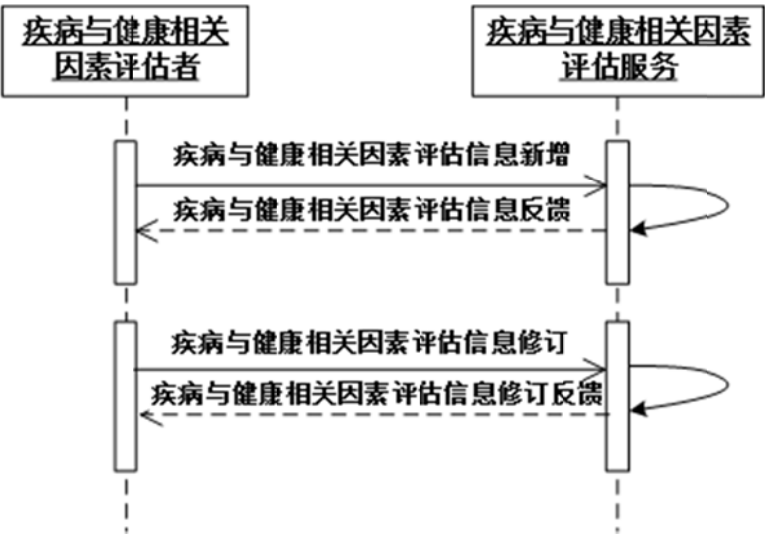 疾病与健康相关
因素评估者
疾病与健康相关因素
评估服务
疾病与健康相关因素评估信息新增
疾病与健康相关因素评估信息反馈
疾病与健康相关因素评估信息修订
疾病与健康相关因素评估信息修订反馈